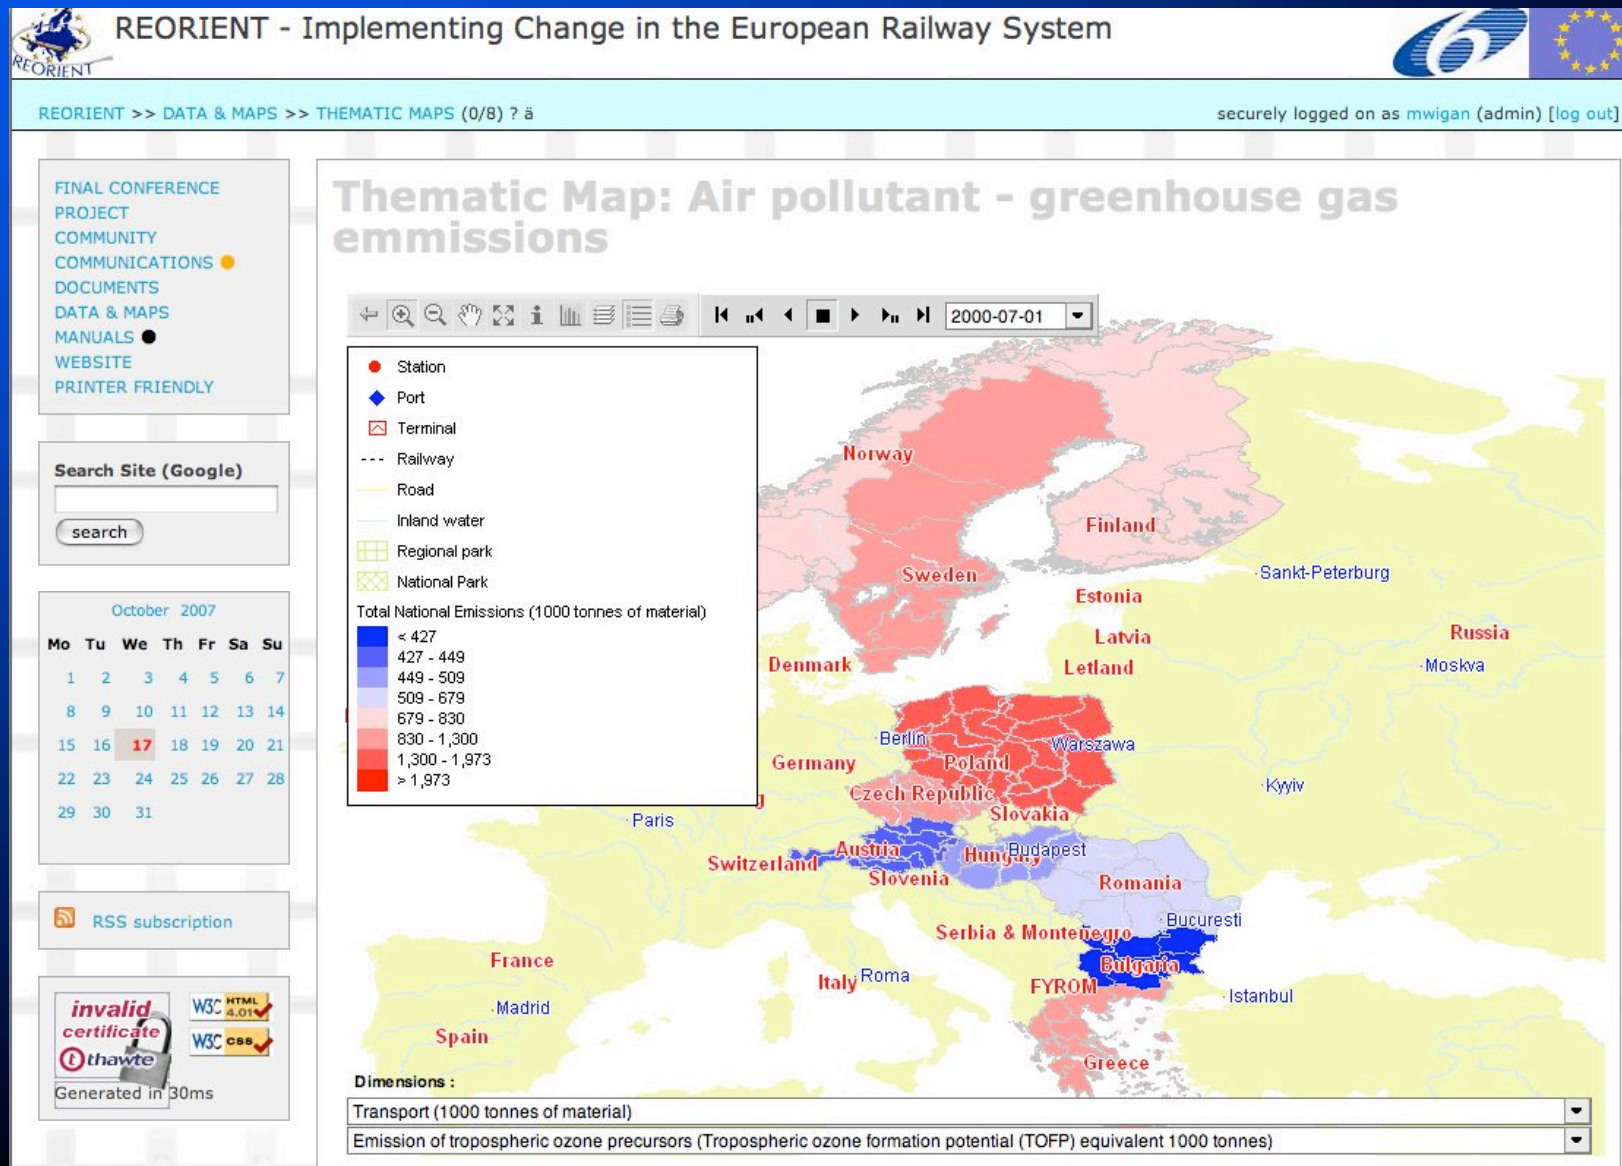 REORIENT - Implementing Change in the European Railway System
REORIENT
REORIENT >> DATA & MAPS >> THEMATIC MAPS (0/8) ? ä
securely logged on as mwigan (admin) [log out]
FINAL CONFERENCE
PROJECT
COMMUNITY
COMMUNICATIONS
DOCUMENTS
DATA & MAPS
MANUALS
WEBSITE
PRINTER FRIENDLY
Search Site (Google)
search
October 2007
Mo Tu We Th Fr Sa Su
1 2 3 4 5 6 7
8 9 10 11 12 13 14
15 16 17 18 19 20 21
22 23 24 25 26 27 28
29 30 31
RSS subscription
invalid
certificate
thawte
W3C HTML 4.01
W3C css
Generated in 30ms
Thematic Map: Air pollutant - greenhouse gas
emmissions
2000-07-01
Station
Port
Terminal
Railway
Road
Inland water
Regional park
National Park
Total National Emissions (1000 tonnes of material)
< 427
427 - 449
449 - 509
509 - 679
679 - 830
830 - 1,300
1,300 - 1,973
> 1,973
Norway
Finland
Sweden
Sankt-Peterburg
Estonia
Latvia
Russia
Denmark
Letland
Moskva
Berlin
Warszawa
Germany
Poland
Kyyiv
Czech Republic
Slovakia
Paris
Austria
Hungary
Budapest
Switzerland
Slovenia
Romania
Bucuresti
Serbia & Montenegro
France
Bulgaria
Italy
Roma
FYROM
Istanbul
Madrid
Spain
Greece
Dimensions :
Transport (1000 tonnes of material)
Emission of tropospheric ozone precursors (Tropospheric ozone formation potential (TOFP) equivalent 1000 tonnes)